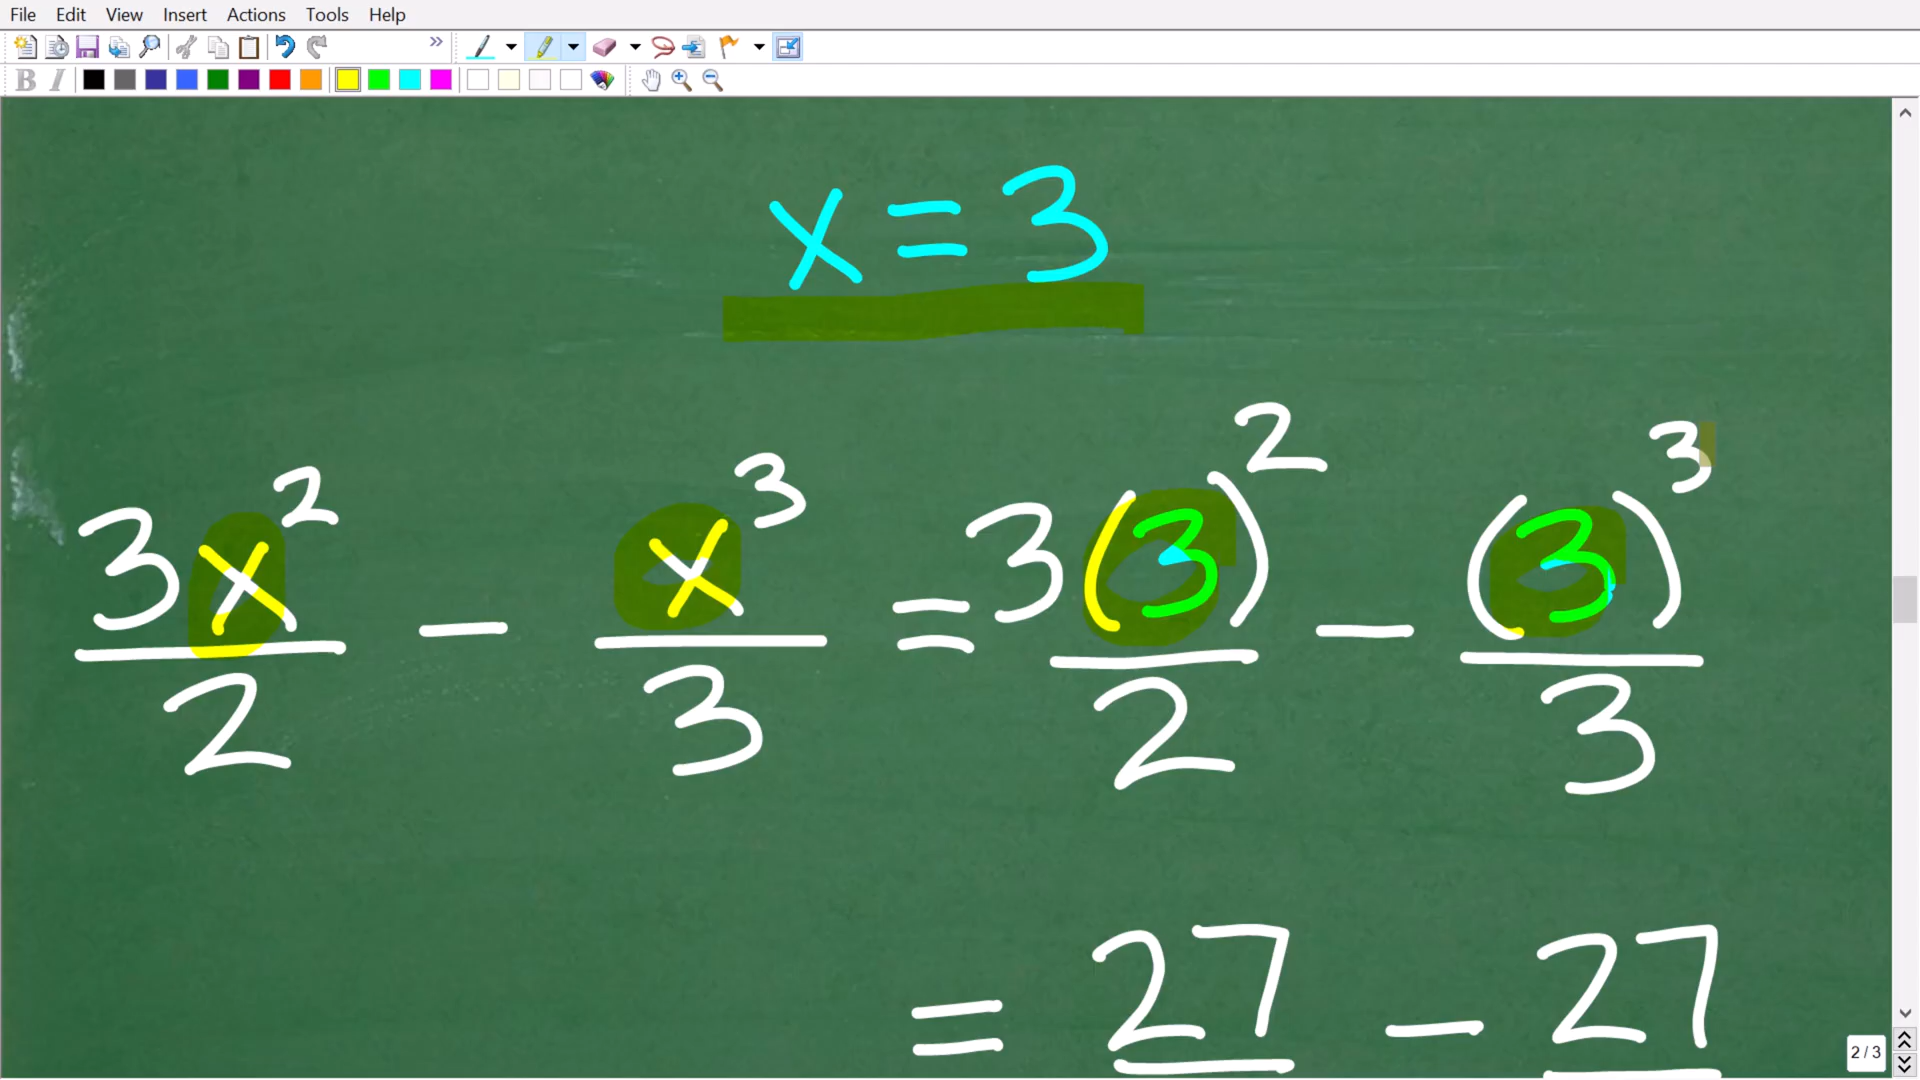 File Edit View Insert Actions Tools Help
B I
x = 3
3x²/2 - x³/3 = 3(3)²/2 - (3)³/3
= 27 - 27
2 / 3